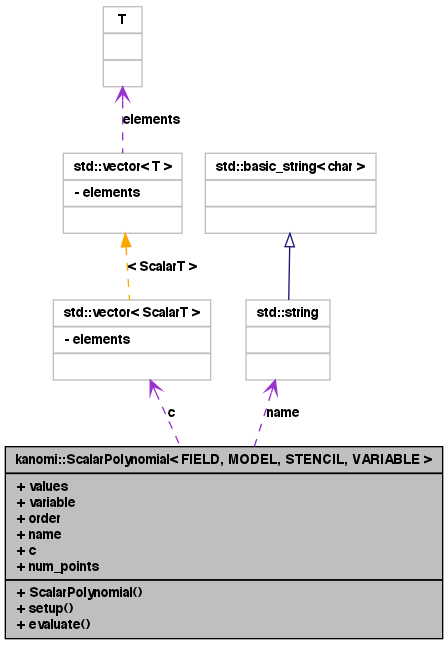 T
elements
std::vector< T >
- elements
std::basic_string< char >
< ScalarT >
std::vector< ScalarT >
- elements
std::string
c
name
kanomi::ScalarPolynomial< FIELD, MODEL, STENCIL, VARIABLE >
+ values
+ variable
+ order
+ name
+ c
+ num_points
+ ScalarPolynomial()
+ setup()
+ evaluate()